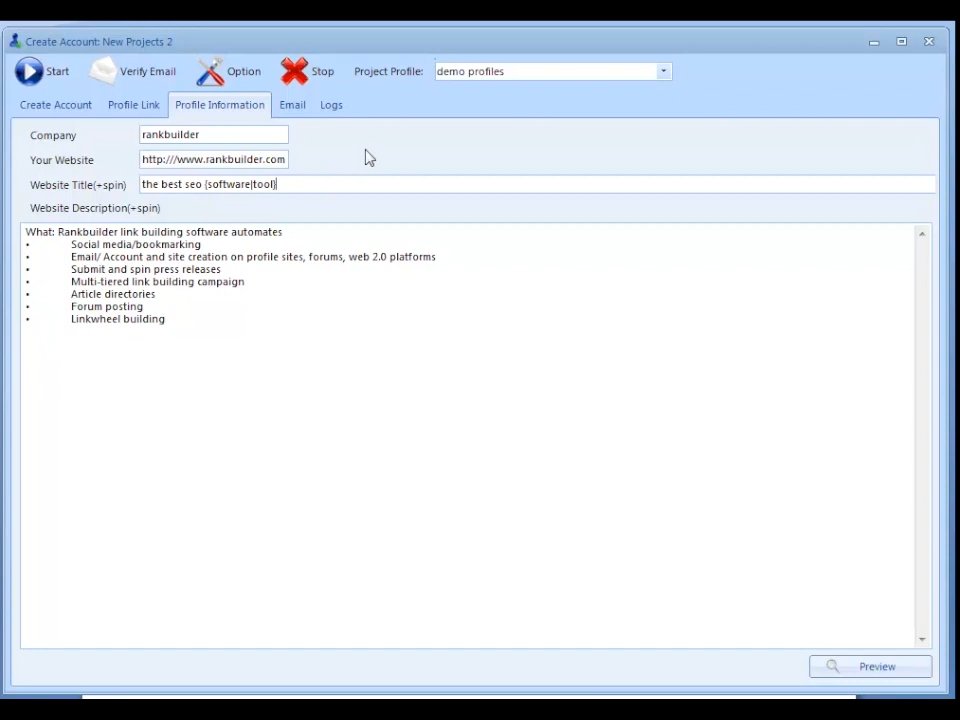 Create Account: New Projects 2
Start Verify Email Option Stop Project Profile: demo profiles
Create Account Profile Link Profile Information Email Logs
Company rankbuilder
Your Website http:///www.rankbuilder.com
Website Title(+spin) the best seo {software|tool}
Website Description(+spin)
What: Rankbuilder link building software automates
• Social media/bookmarking
• Email/ Account and site creation on profile sites, forums, web 2.0 platforms
• Submit and spin press releases
• Multi-tiered link building campaign
• Article directories
• Forum posting
• Linkwheel building
Preview